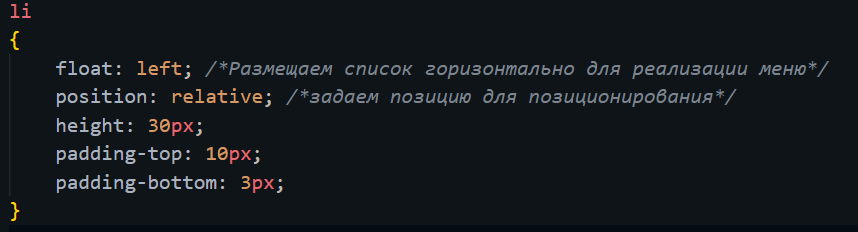 li
{
float: left; /*Размещаем список горизонтально для реализации меню*/
position: relative; /*задаем позицию для позиционирования*/
height: 30px;
padding-top: 10px;
padding-bottom: 3px;
}